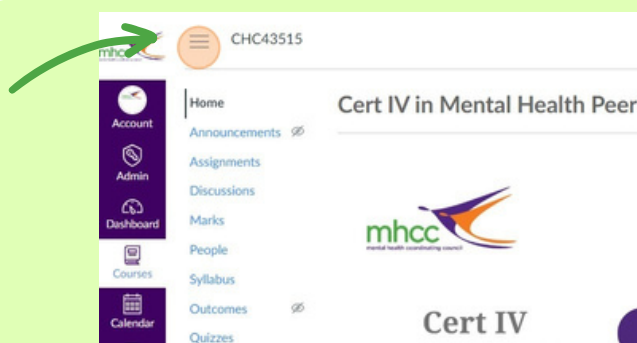 mhcc
CHC43515
Account
Admin
Dashboard
Courses
Calendar
Home
Announcements
Assignments
Discussions
Marks
People
Syllabus
Outcomes
Quizzes
Cert IV in Mental Health Peer
mhcc
mental health coordinating council
Cert IV